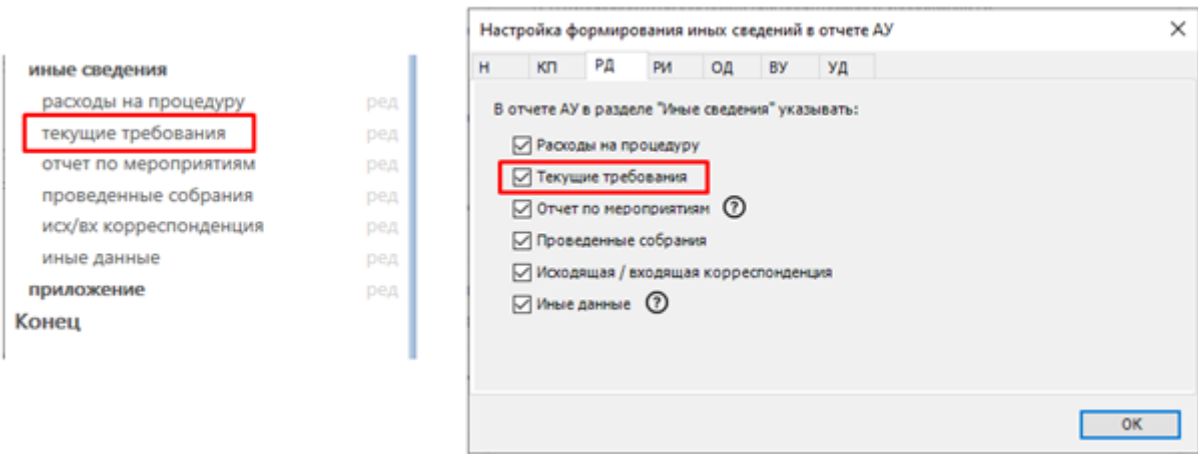 иные сведения
расходы на процедуру ред
текущие требования ред
отчет по мероприятиям ред
проведенные собрания ред
исх/вх корреспонденция ред
иные данные ред
приложение ред
Конец
Настройка формирования иных сведений в отчете АУ
Н КП РД РИ ОД ВУ УД
В отчете АУ в разделе "Иные сведения" указывать:
Расходы на процедуру
Текущие требования
Отчет по мероприятиям ?
Проведенные собрания
Исходящая / входящая корреспонденция
Иные данные ?
ОК